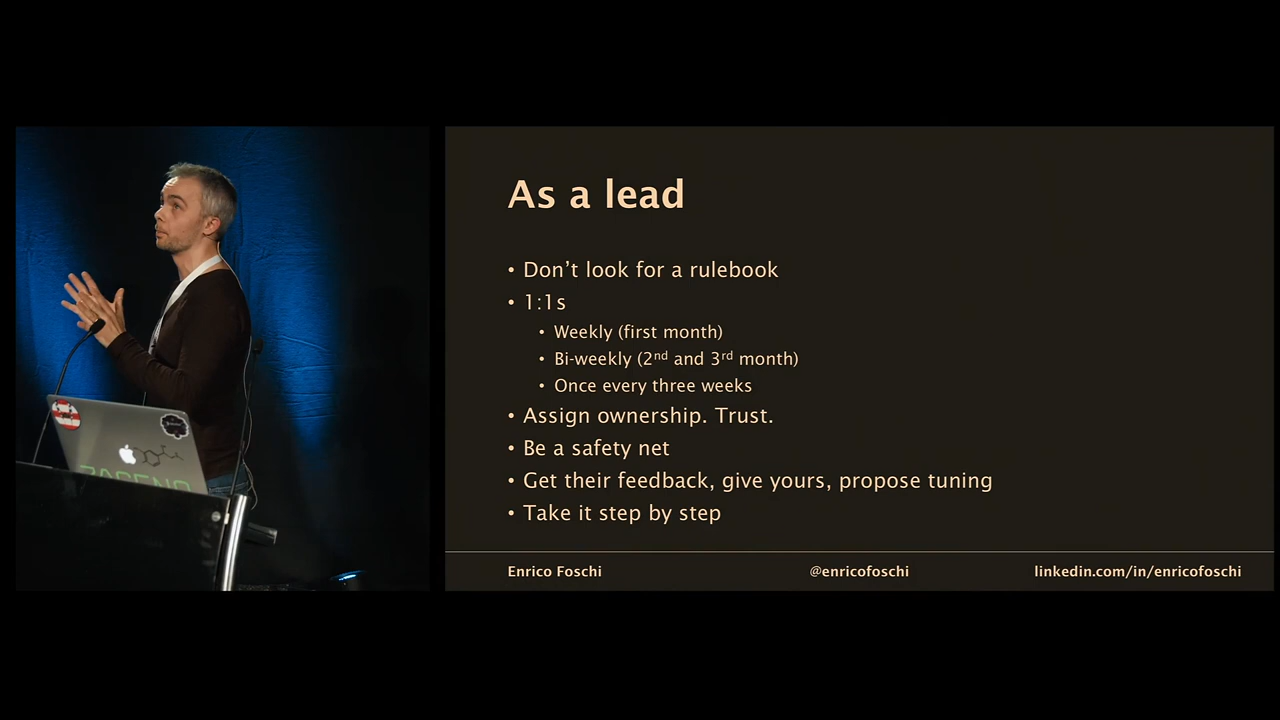 As a lead
• Don’t look for a rulebook
• 1:1s
• Weekly (first month)
• Bi-weekly (2nd and 3rd month)
• Once every three weeks
• Assign ownership. Trust.
• Be a safety net
• Get their feedback, give yours, propose tuning
• Take it step by step
Enrico Foschi
@enricofoschi
linkedin.com/in/enricofoschi